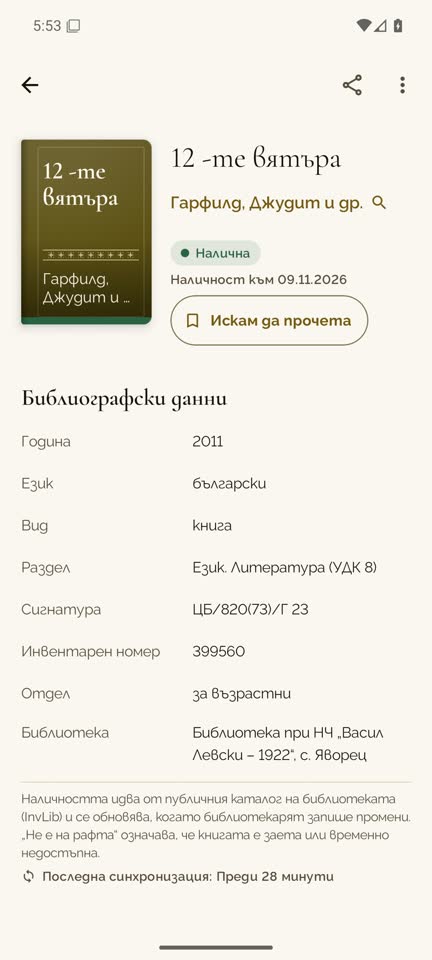 5:53
12 -те вятъра
Гарфилд, Джудит и др.
12 -те
вятъра
Гарфилд,
Джудит и ...
Налична
Наличност към 09.11.2026
Искам да прочета
Библиографски данни
Година 2011
Език български
Вид книга
Раздел Език. Литература (УДК 8)
Сигнатура ЦБ/820(73)/Г 23
Инвентарен номер 399560
Отдел за възрастни
Библиотека Библиотека при НЧ „Васил
Левски – 1922“, с. Яворец
Наличността идва от публичния каталог на библиотеката
(InvLib) и се обновява, когато библиотекарят запише промени.
„Не е на рафта“ означава, че книгата е заета или временно
недостъпна.
Последна синхронизация: Преди 28 минути